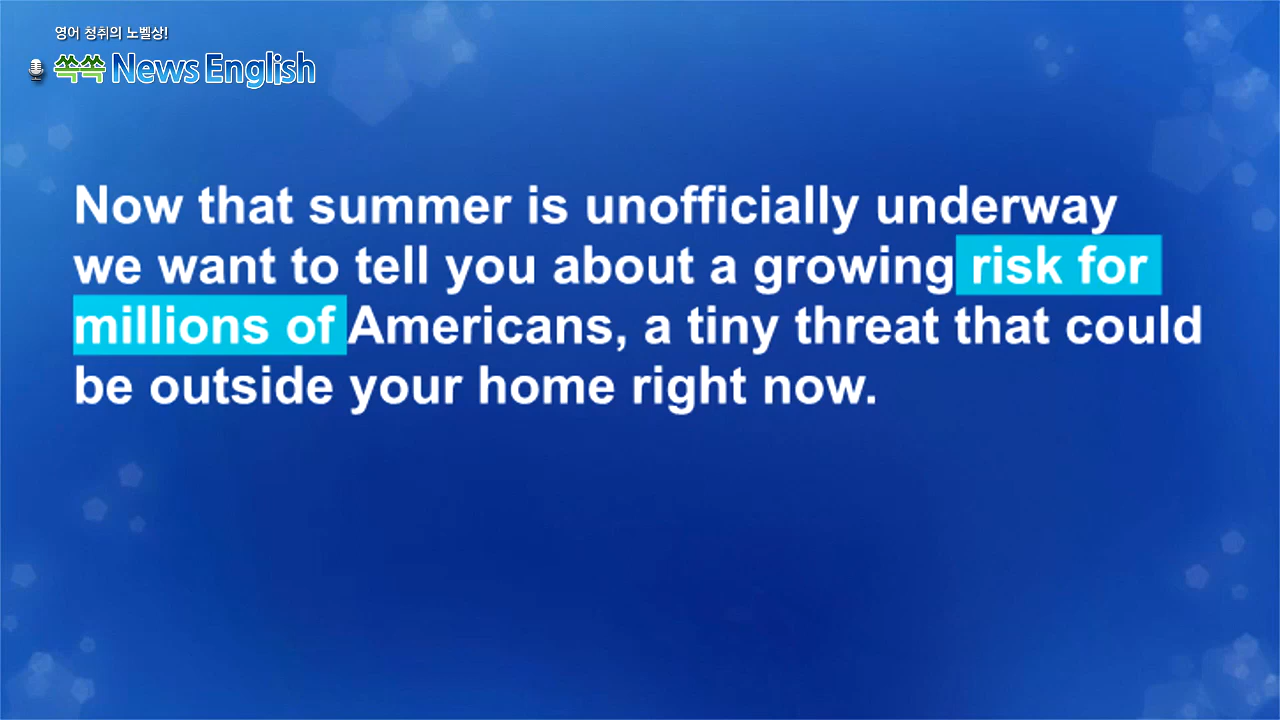 영어 청취의 노벨상!
쏙쏙 News English
Now that summer is unofficially underway
we want to tell you about a growing risk for
millions of Americans, a tiny threat that could
be outside your home right now.